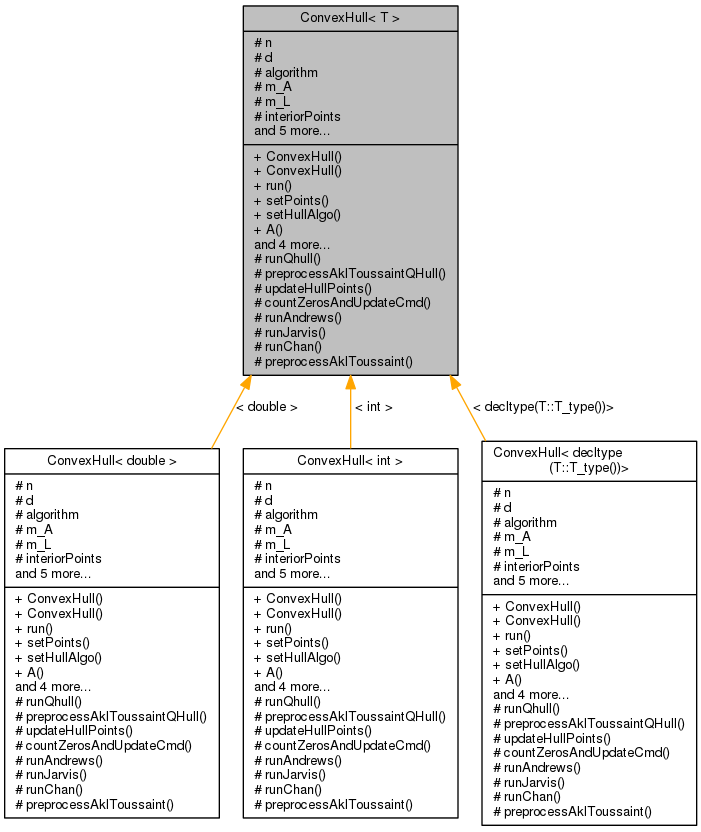 ConvexHull< T >
# n
# d
# algorithm
# m_A
# m_L
# interiorPoints
and 5 more...
+ ConvexHull()
+ ConvexHull()
+ run()
+ setPoints()
+ setHullAlgo()
+ A()
and 4 more...
# runQhull()
# preprocessAklToussaintQHull()
# updateHullPoints()
# countZerosAndUpdateCmd()
# runAndrews()
# runJarvis()
# runChan()
# preprocessAklToussaint()
< double >
< int >
< decltype(T::T_type())>
ConvexHull< double >
# n
# d
# algorithm
# m_A
# m_L
# interiorPoints
and 5 more...
+ ConvexHull()
+ ConvexHull()
+ run()
+ setPoints()
+ setHullAlgo()
+ A()
and 4 more...
# runQhull()
# preprocessAklToussaintQHull()
# updateHullPoints()
# countZerosAndUpdateCmd()
# runAndrews()
# runJarvis()
# runChan()
# preprocessAklToussaint()
ConvexHull< int >
# n
# d
# algorithm
# m_A
# m_L
# interiorPoints
and 5 more...
+ ConvexHull()
+ ConvexHull()
+ run()
+ setPoints()
+ setHullAlgo()
+ A()
and 4 more...
# runQhull()
# preprocessAklToussaintQHull()
# updateHullPoints()
# countZerosAndUpdateCmd()
# runAndrews()
# runJarvis()
# runChan()
# preprocessAklToussaint()
ConvexHull< decltype
(T::T_type())>
# n
# d
# algorithm
# m_A
# m_L
# interiorPoints
and 5 more...
+ ConvexHull()
+ ConvexHull()
+ run()
+ setPoints()
+ setHullAlgo()
+ A()
and 4 more...
# runQhull()
# preprocessAklToussaintQHull()
# updateHullPoints()
# countZerosAndUpdateCmd()
# runAndrews()
# runJarvis()
# runChan()
# preprocessAklToussaint()